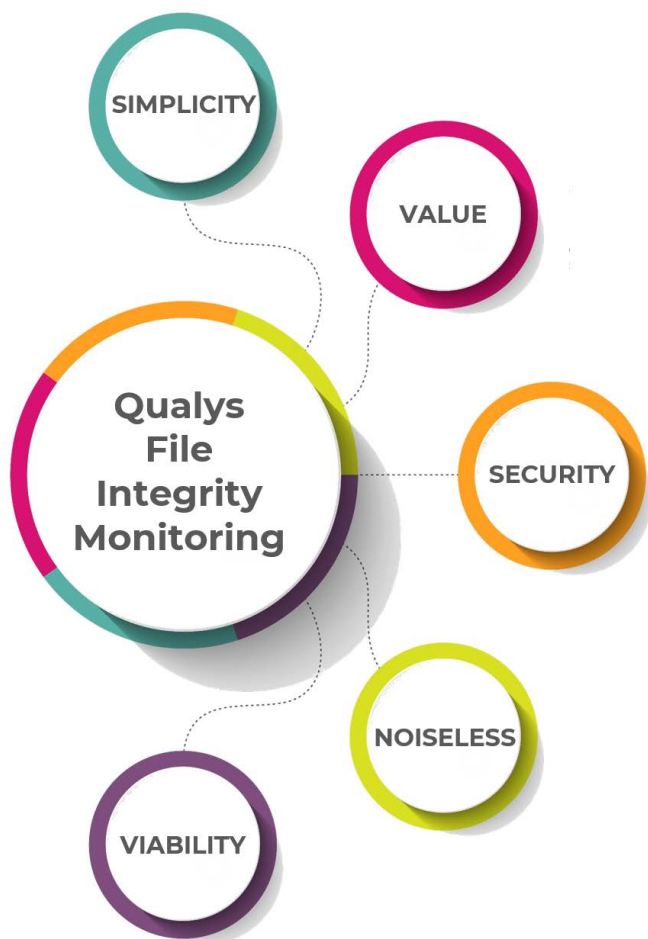 SIMPLICITY
VALUE
Qualys
File
Integrity
Monitoring
SECURITY
NOISELESS
VIABILITY